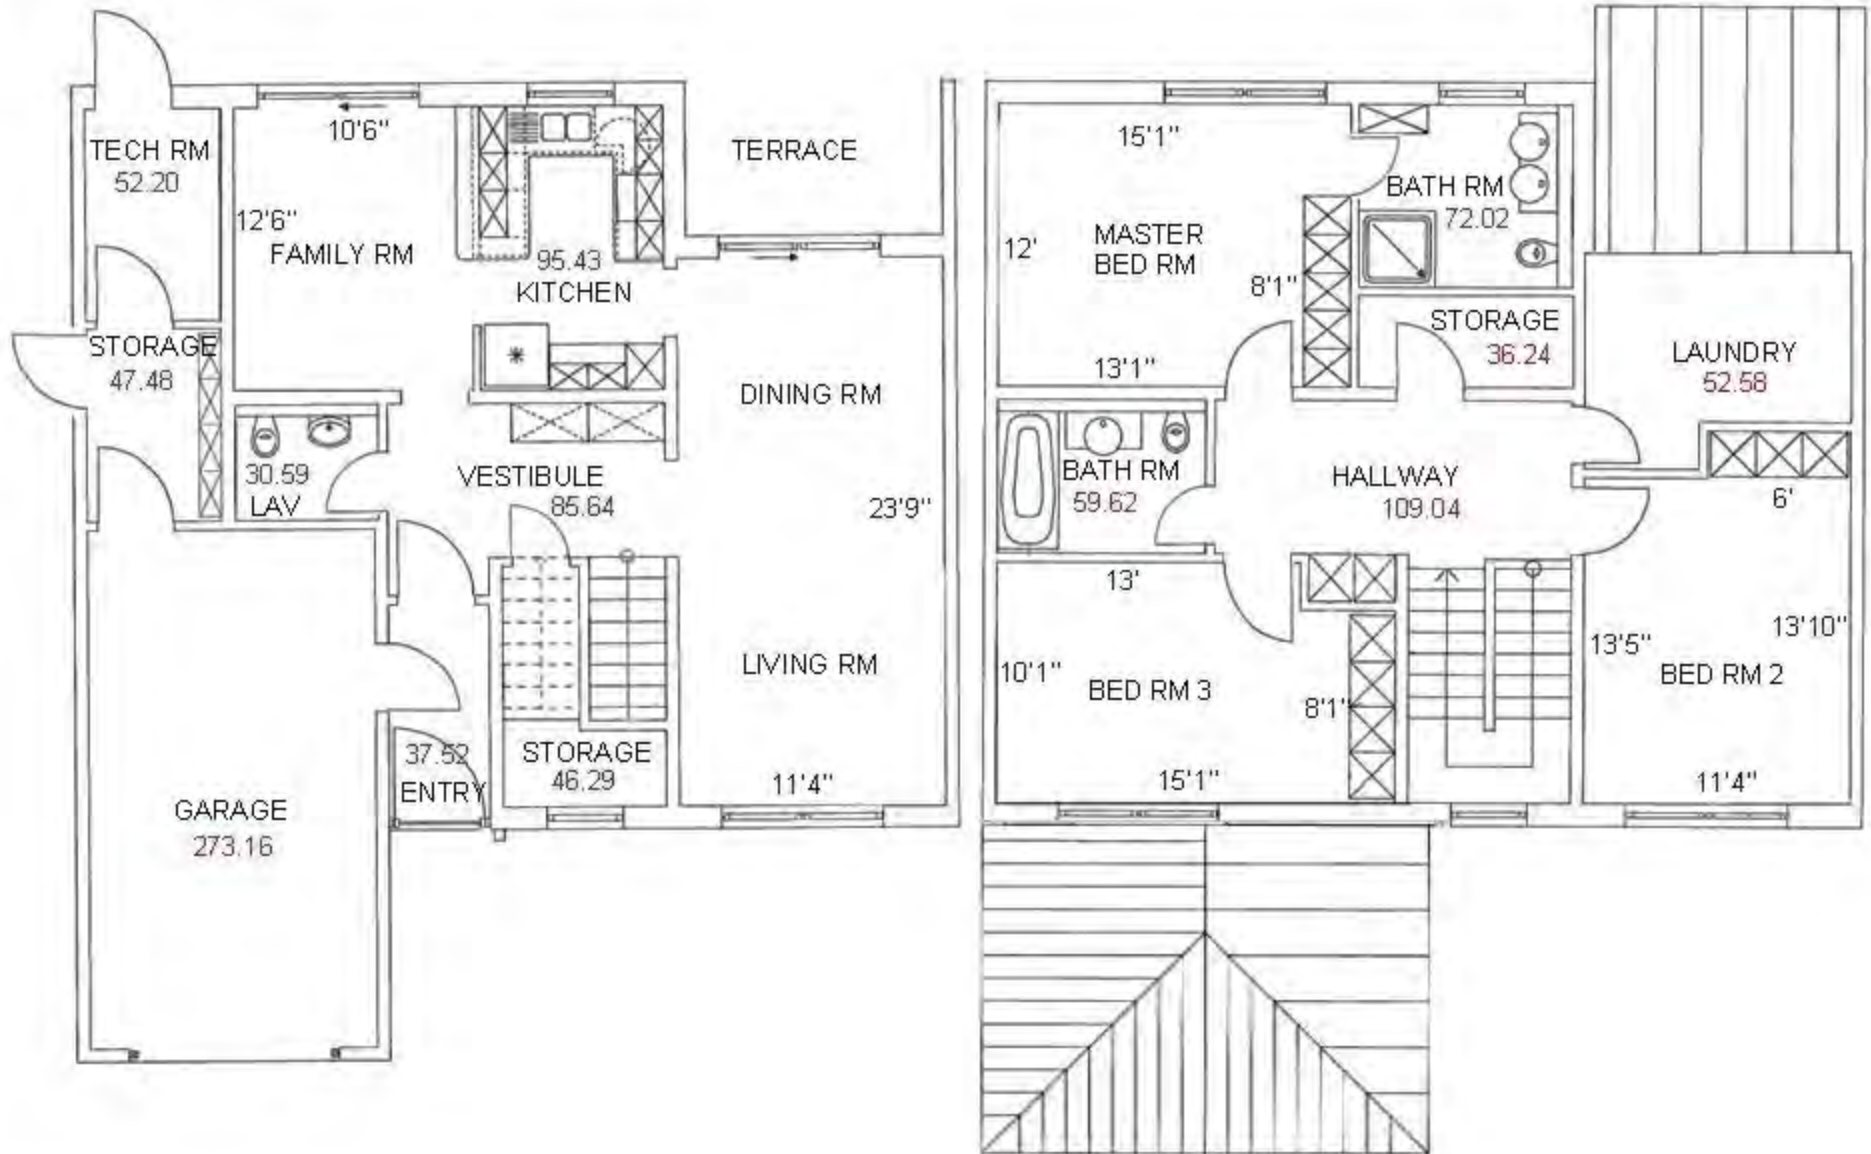 TECH RM
52.20
10'6"
12'6"
FAMILY RM
95.43
KITCHEN
TERRACE
STORAGE
47.48
30.59
LAV
VESTIBULE
85.64
DINING RM
23'9"
LIVING RM
11'4"
37.52
ENTRY
STORAGE
46.29
GARAGE
273.16
15'1"
12'
MASTER
BED RM
8'1"
13'1"
BATH RM
72.02
STORAGE
36.24
LAUNDRY
52.58
BATH RM
59.62
HALLWAY
109.04
6'
13'
10'1"
BED RM 3
8'1"
15'1"
13'5"
13'10"
BED RM 2
11'4"